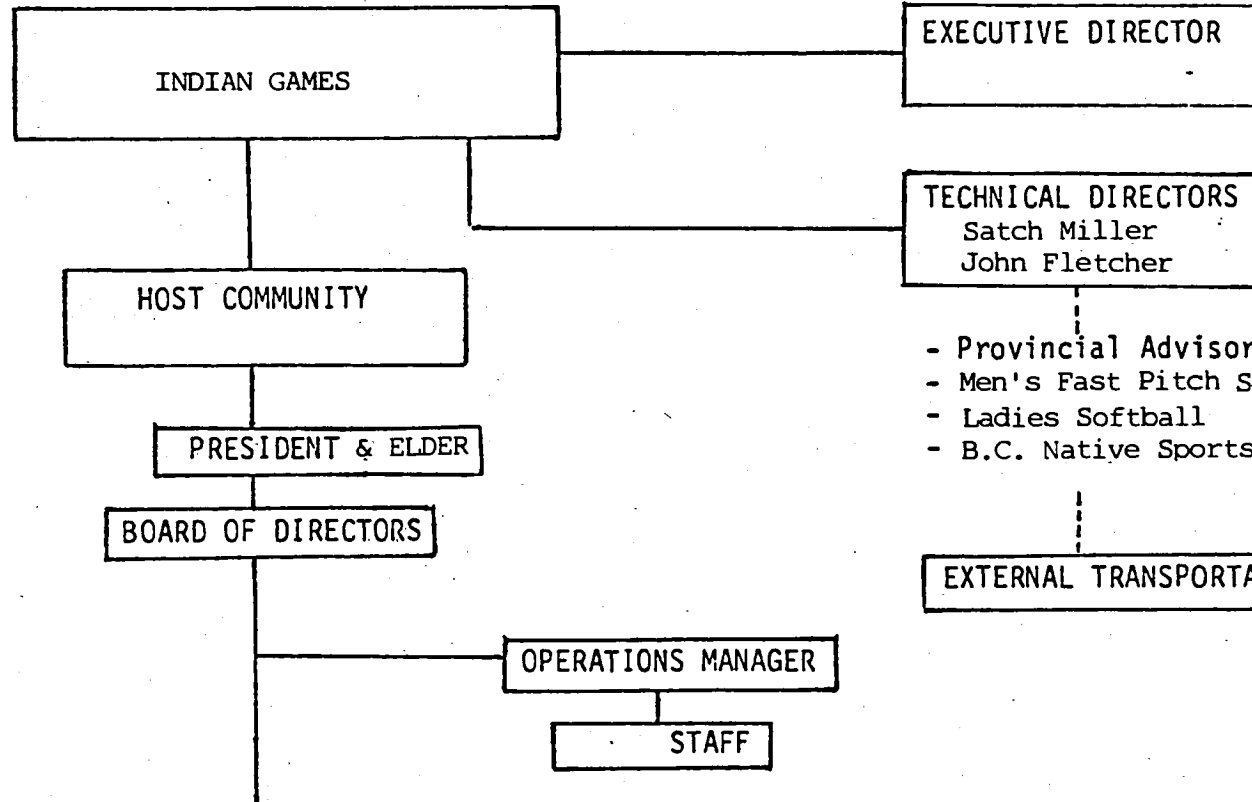 INDIAN GAMES
EXECUTIVE DIRECTOR
TECHNICAL DIRECTORS
Satch Miller
John Fletcher
HOST COMMUNITY
- Provincial Advisor
- Men's Fast Pitch S
- Ladies Softball
- B.C. Native Sports
PRESIDENT & ELDER
BOARD OF DIRECTORS
EXTERNAL TRANSPORTA
OPERATIONS MANAGER
STAFF